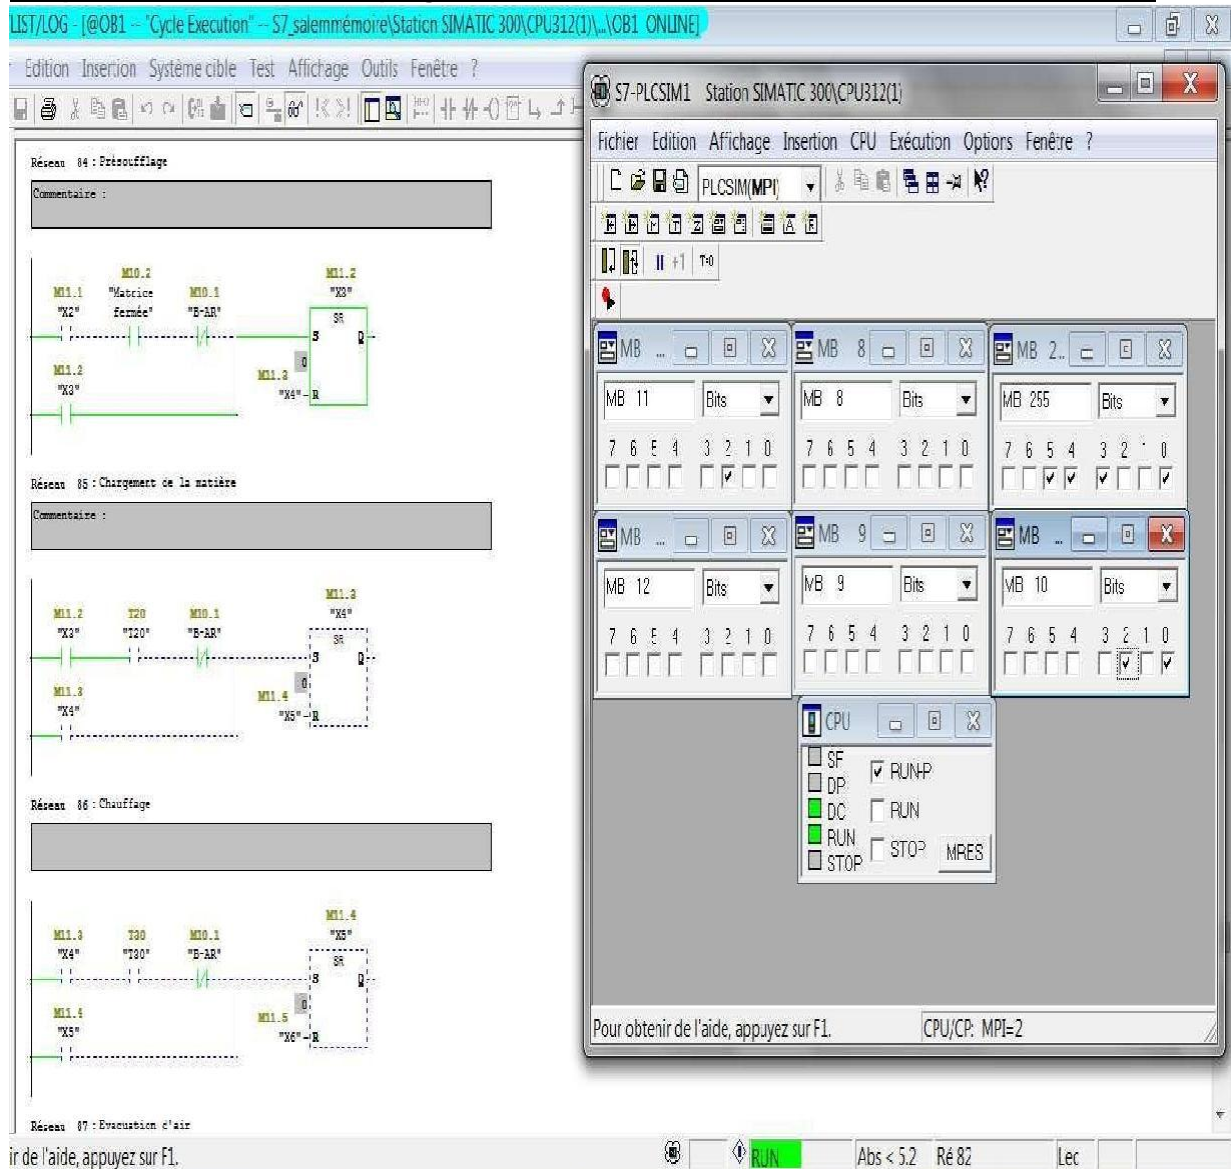 LIST/LOG - [@OB1 -- "Cycle Execution" -- S7_salemmémoire\Station SIMATIC 300\CPU312(1)\...\OB1 ONLINE]
Edition Insertion Système cible Test Affichage Outils Fenêtre ?
Réseau 84 : Présoufflage
Commentaire :
M10.2 M11.2
M11.1 "Matrice M10.1 "X3"
"X2" fermée" "B-AR" SR
S Q
0
M11.2 M11.3
"X3" "X4" R
Réseau 85 : Chargement de la matière
Commentaire :
M11.3
M11.2 T20 M10.1 "X4"
"X3" "T20" "B-AR" SR
S Q
0
M11.3 M11.4
"X4" "X5" R
Réseau 86 : Chauffage
M11.4
M11.3 T30 M10.1 "X5"
"X4" "T30" "B-AR" SR
S Q
0
M11.4 M11.5
"X5" "X6" R
Réseau 87 : Evacuation d'air
ir de l'aide, appuyez sur F1.
RUN Abs < 5.2 Ré 82 Lec
S7-PLCSIM1 Station SIMATIC 300\CPU312(1)
Fichier Edition Affichage Insertion CPU Exécution Options Fenêtre ?
PLCSIM(MPI)
+1 T=0
MB ... MB 8 MB 2...
MB 11 Bits MB 8 Bits MB 255 Bits
7 6 5 4 3 2 1 0 7 6 5 4 3 2 1 0 7 6 5 4 3 2 1 0
MB ... MB 9 MB ...
MB 12 Bits MB 9 Bits MB 10 Bits
7 6 5 4 3 2 1 0 7 6 5 4 3 2 1 0 7 6 5 4 3 2 1 0
CPU
SF
DP RUN-P
DC RUN
RUN
STOP STOP MRES
Pour obtenir de l'aide, appuyez sur F1. CPU/CP: MPI=2